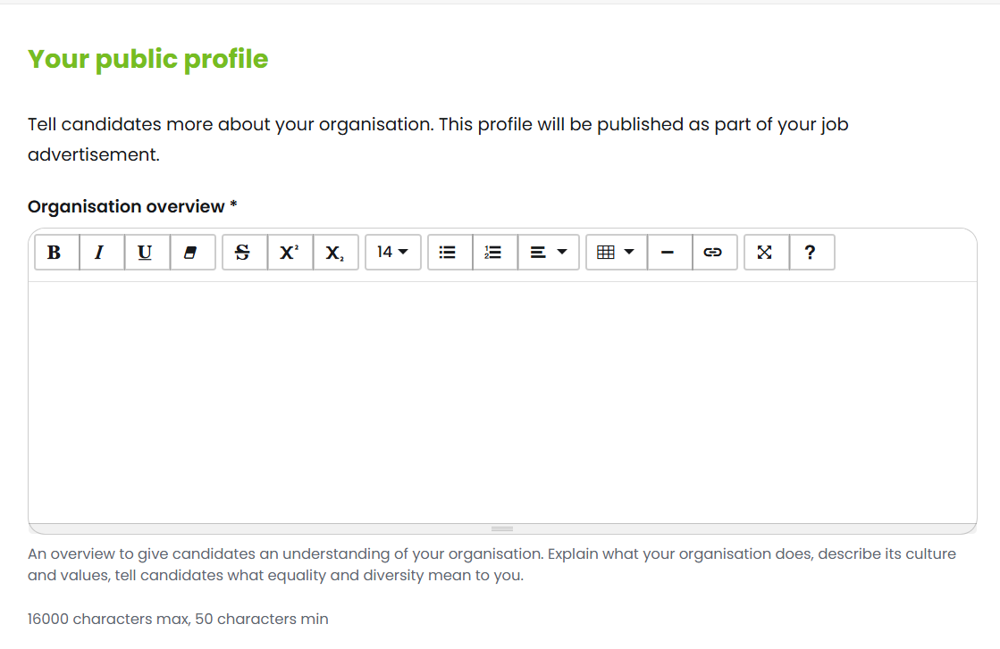 Your public profile
Tell candidates more about your organisation. This profile will be published as part of your job
advertisement.
Organisation overview *
B I U S X² X₂ 14 ?
An overview to give candidates an understanding of your organisation. Explain what your organisation does, describe its culture
and values, tell candidates what equality and diversity mean to you.
16000 characters max, 50 characters min